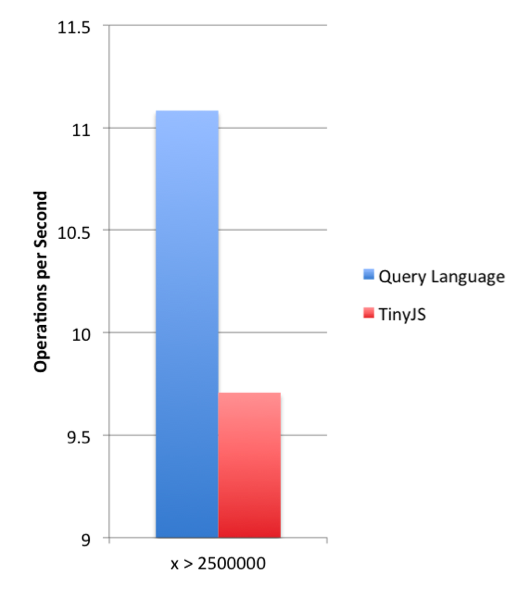 11.5
11
10.5
10
9.5
9
Operations per Second
x > 2500000
Query Language
TinyJS